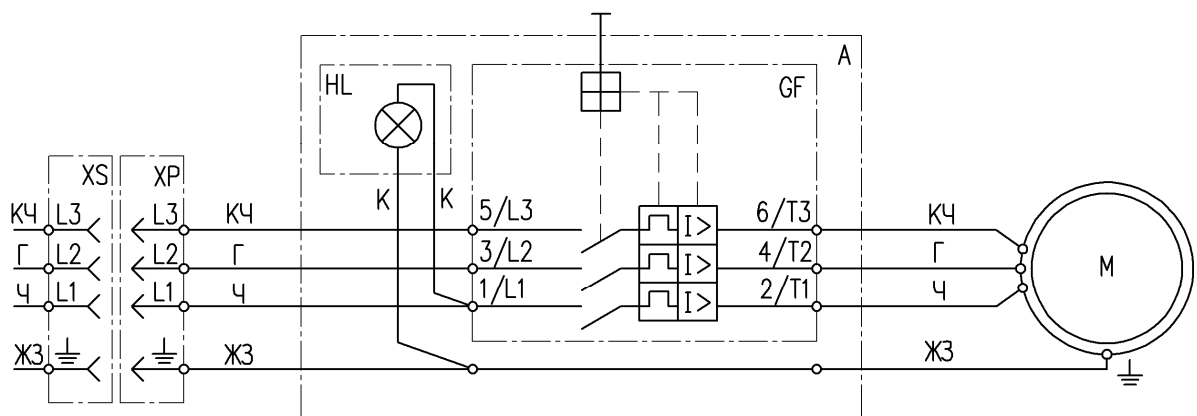 A
HL
GF
XS
XP
К
К
КЧ
L3
L3
КЧ
5/L3
6/T3
КЧ
Г
L2
L2
Г
3/L2
4/T2
Г
Ч
L1
L1
Ч
1/L1
2/T1
Ч
I>
I>
I>
M
ЖЗ
ЖЗ
ЖЗ